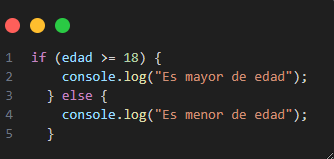 1 if (edad >= 18) {
2     console.log("Es mayor de edad");
3   } else {
4     console.log("Es menor de edad");
5   }